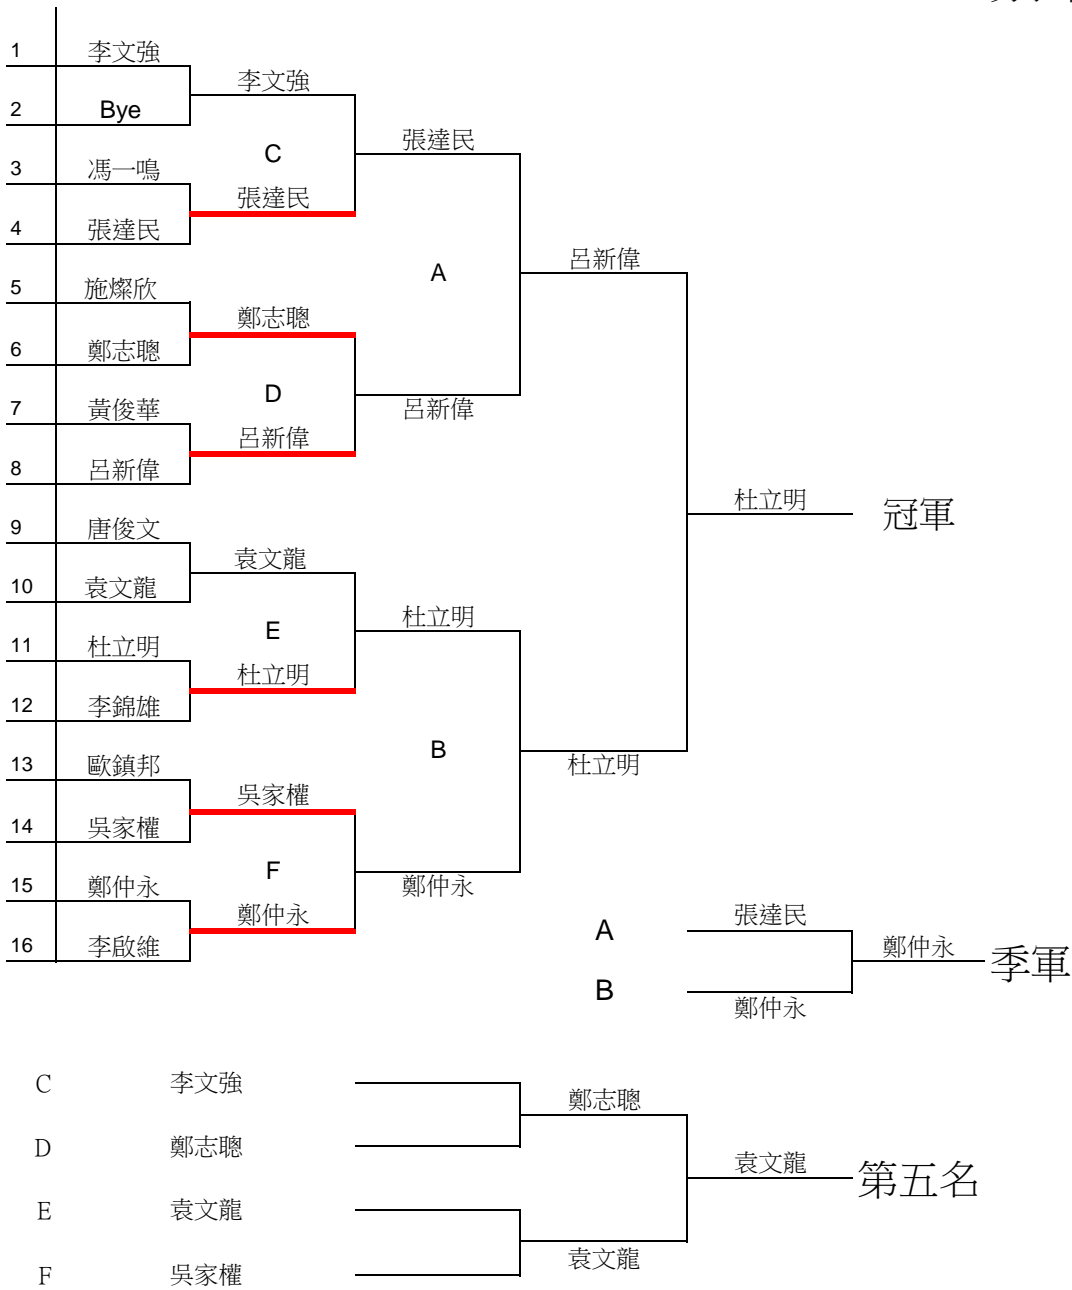 1 李文強
李文強
2 Bye
張達民
C
3 馮一鳴
張達民
4 張達民
呂新偉
A
5 施燦欣
鄭志聰
6 鄭志聰
D
7 黃俊華
呂新偉
呂新偉
8 呂新偉
杜立明 冠軍
9 唐俊文
袁文龍
10 袁文龍
杜立明
E
11 杜立明
杜立明
12 李錦雄
B
13 歐鎮邦
杜立明
吳家權
14 吳家權
F
15 鄭仲永
鄭仲永
鄭仲永
張達民
A
16 李啟維
鄭仲永 季軍
B
鄭仲永
C 李文強
鄭志聰
D 鄭志聰
袁文龍 第五名
E 袁文龍
袁文龍
F 吳家權